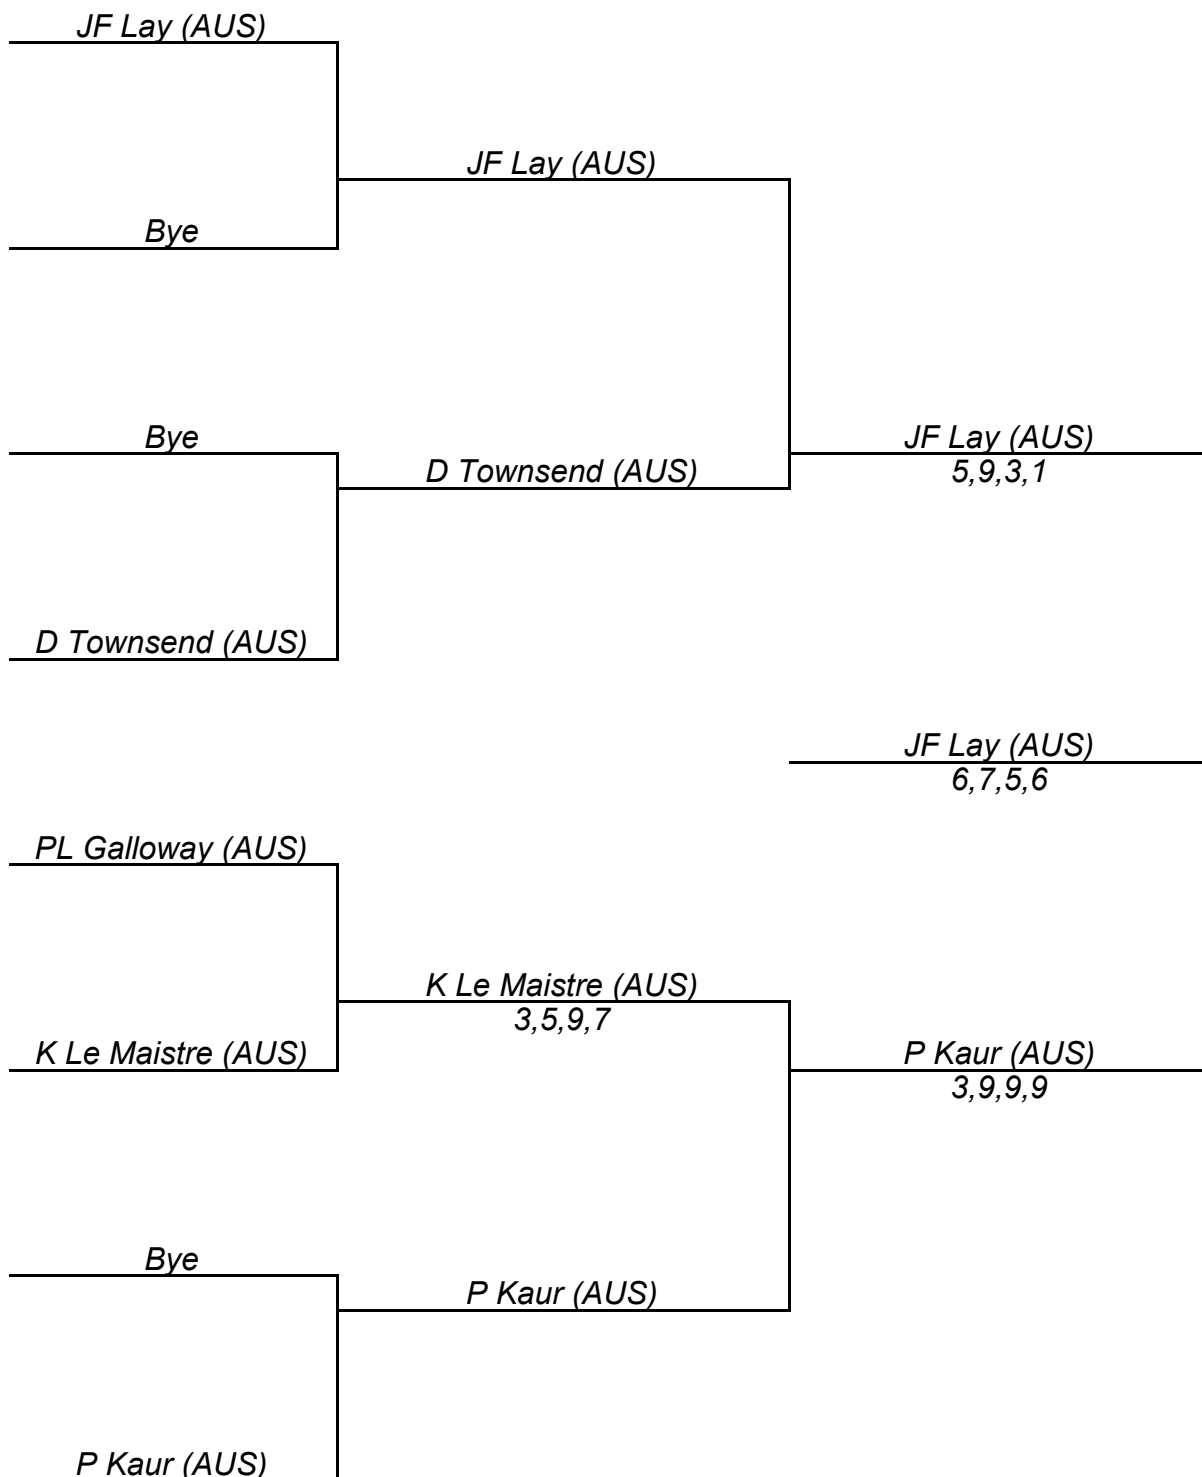 JF Lay (AUS)
JF Lay (AUS)
Bye
Bye
JF Lay (AUS)
D Townsend (AUS)
5,9,3,1
D Townsend (AUS)
JF Lay (AUS)
6,7,5,6
PL Galloway (AUS)
K Le Maistre (AUS)
3,5,9,7
K Le Maistre (AUS)
P Kaur (AUS)
3,9,9,9
Bye
P Kaur (AUS)
P Kaur (AUS)